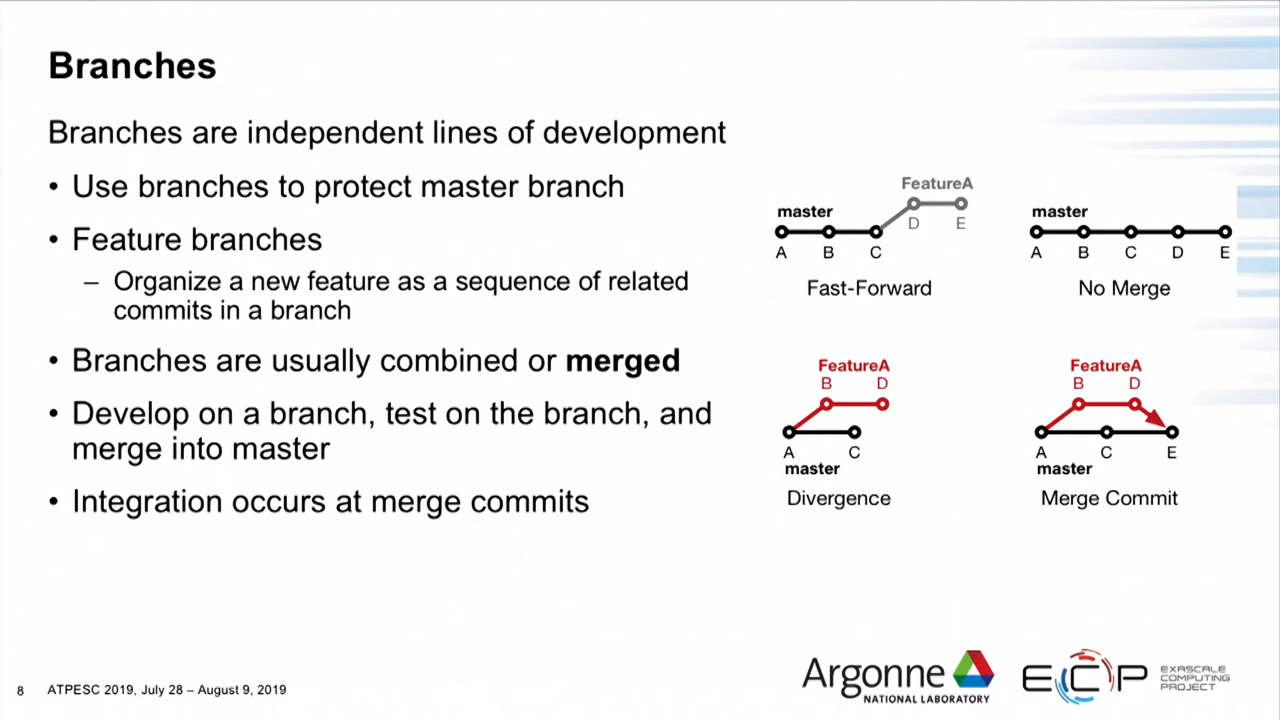 Branches
Branches are independent lines of development
• Use branches to protect master branch
• Feature branches
– Organize a new feature as a sequence of related
commits in a branch
• Branches are usually combined or merged
• Develop on a branch, test on the branch, and
merge into master
• Integration occurs at merge commits
FeatureA
master
D E
A B C
Fast-Forward
master
A B C D E
No Merge
FeatureA
B D
A C
master
Divergence
FeatureA
B D
A C E
master
Merge Commit
8 ATPESC 2019, July 28 – August 9, 2019
Argonne
NATIONAL LABORATORY
ECP
EXASCALE
COMPUTING
PROJECT